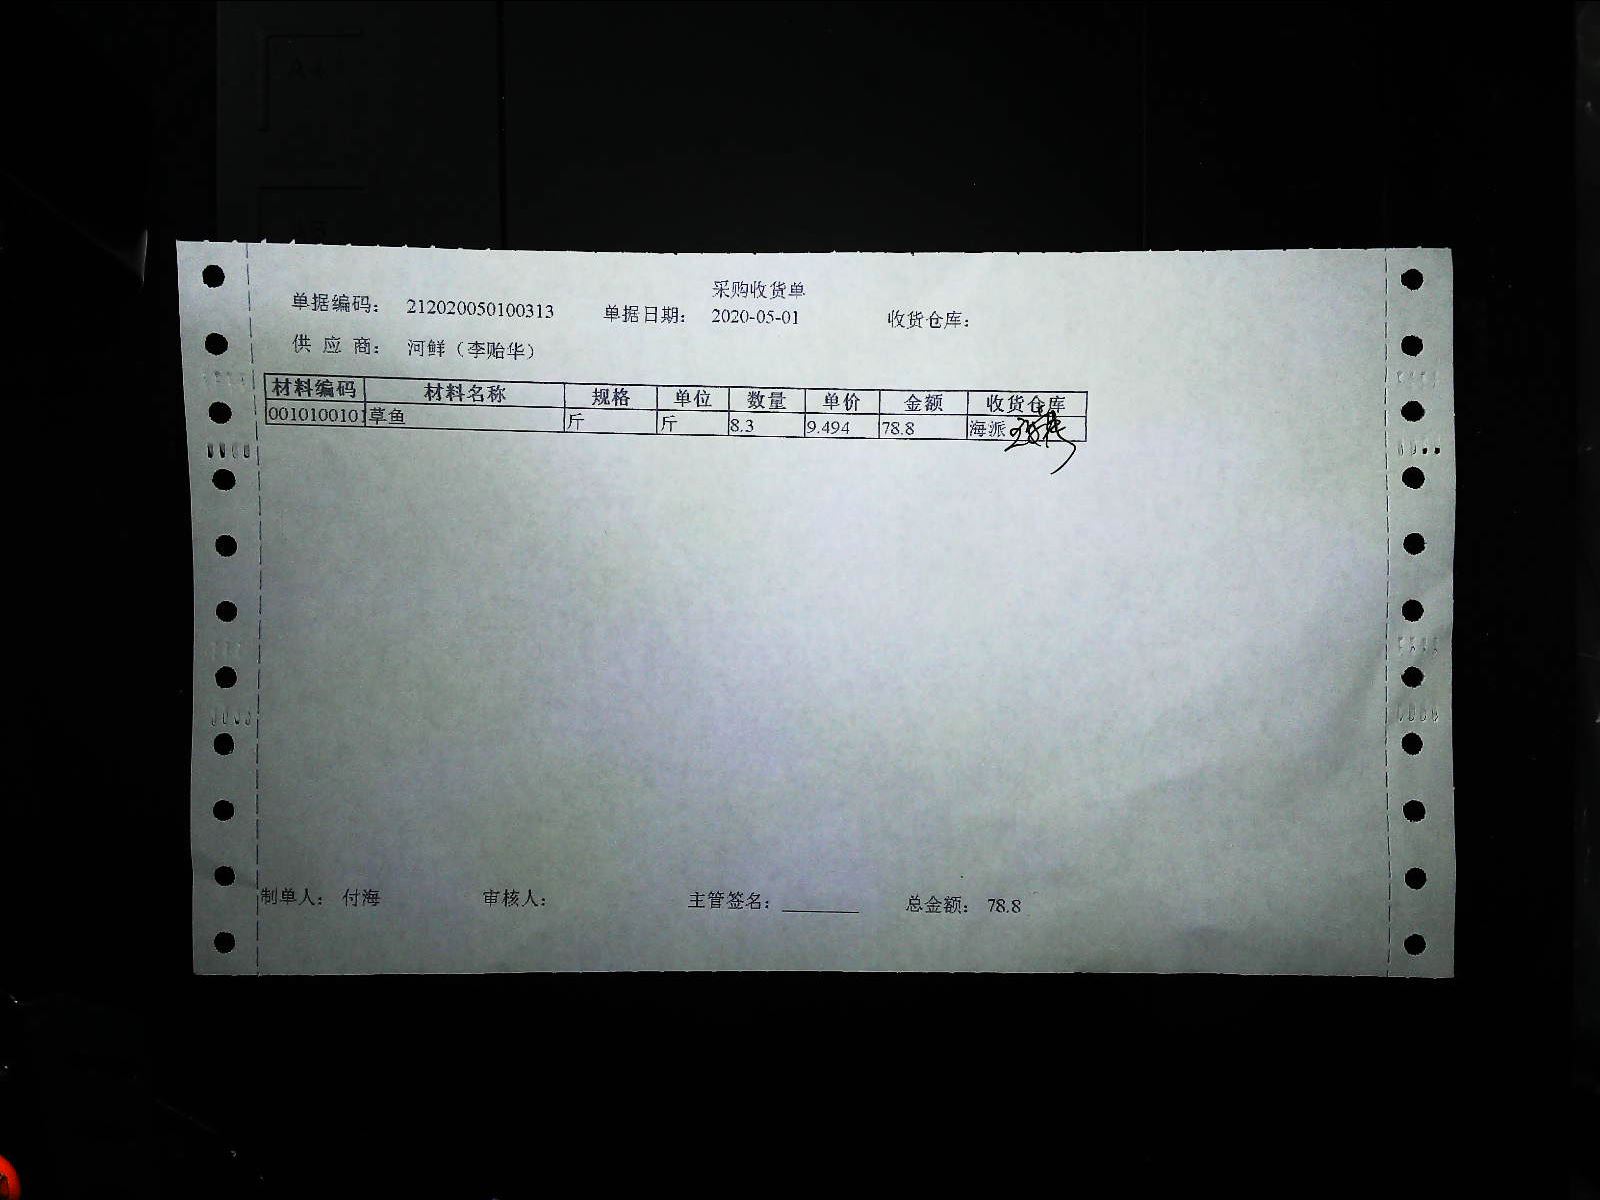 采购收货单
单据编码： 212020050100313 单据日期： 2020-05-01 收货仓库：
供 应 商： 河鲜（李贻华）
材料编码 材料名称 规格 单位 数量 单价 金额 收货仓库
0010100101 草鱼 斤 斤 8.3 9.494 78.8 海派
制单人： 付海 审核人： 主管签名： ________ 总金额： 78.8